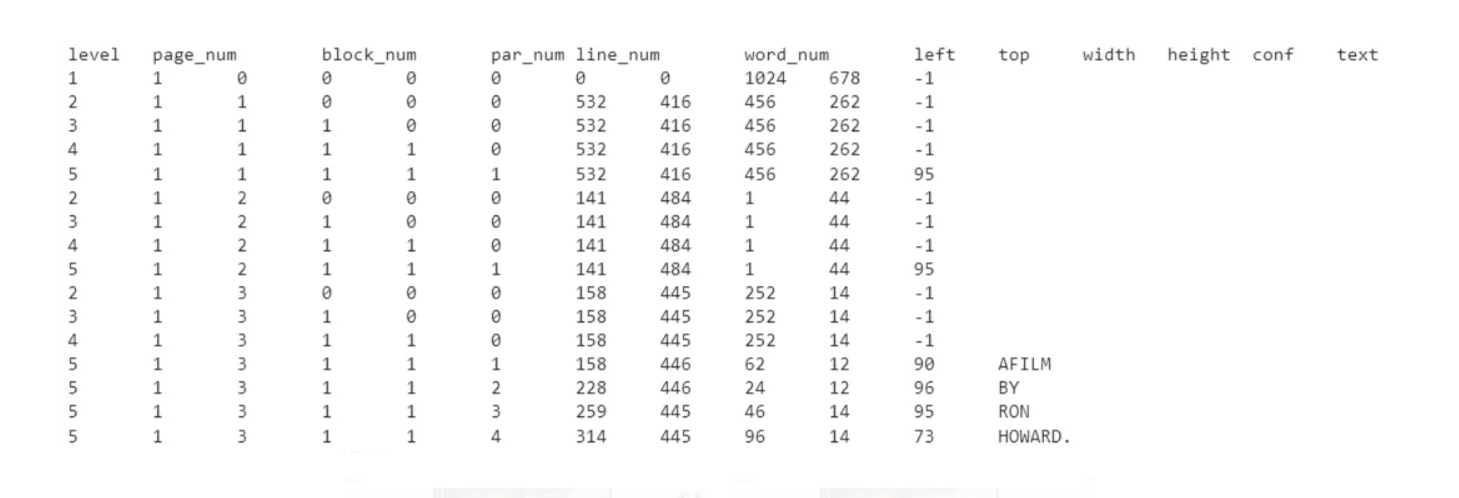 level page_num block_num par_num line_num word_num left top width height conf text
1 1 0 0 0 0 0 0 1024 678 -1
2 1 1 0 0 0 532 416 456 262 -1
3 1 1 1 0 0 532 416 456 262 -1
4 1 1 1 1 0 532 416 456 262 -1
5 1 1 1 1 1 532 416 456 262 95
2 1 2 0 0 0 141 484 1 44 -1
3 1 2 1 0 0 141 484 1 44 -1
4 1 2 1 1 0 141 484 1 44 -1
5 1 2 1 1 1 141 484 1 44 95
2 1 3 0 0 0 158 445 252 14 -1
3 1 3 1 0 0 158 445 252 14 -1
4 1 3 1 1 0 158 445 252 14 -1
5 1 3 1 1 1 158 446 62 12 90 AFILM
5 1 3 1 1 2 228 446 24 12 96 BY
5 1 3 1 1 3 259 445 46 14 95 RON
5 1 3 1 1 4 314 445 96 14 73 HOWARD.